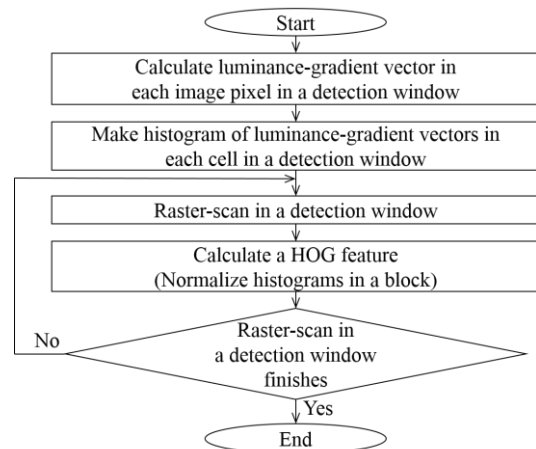 Start
Calculate luminance-gradient vector in
each image pixel in a detection window
Make histogram of luminance-gradient vectors in
each cell in a detection window
Raster-scan in a detection window
Calculate a HOG feature
(Normalize histograms in a block)
No
Raster-scan in
a detection window
finishes
Yes
End